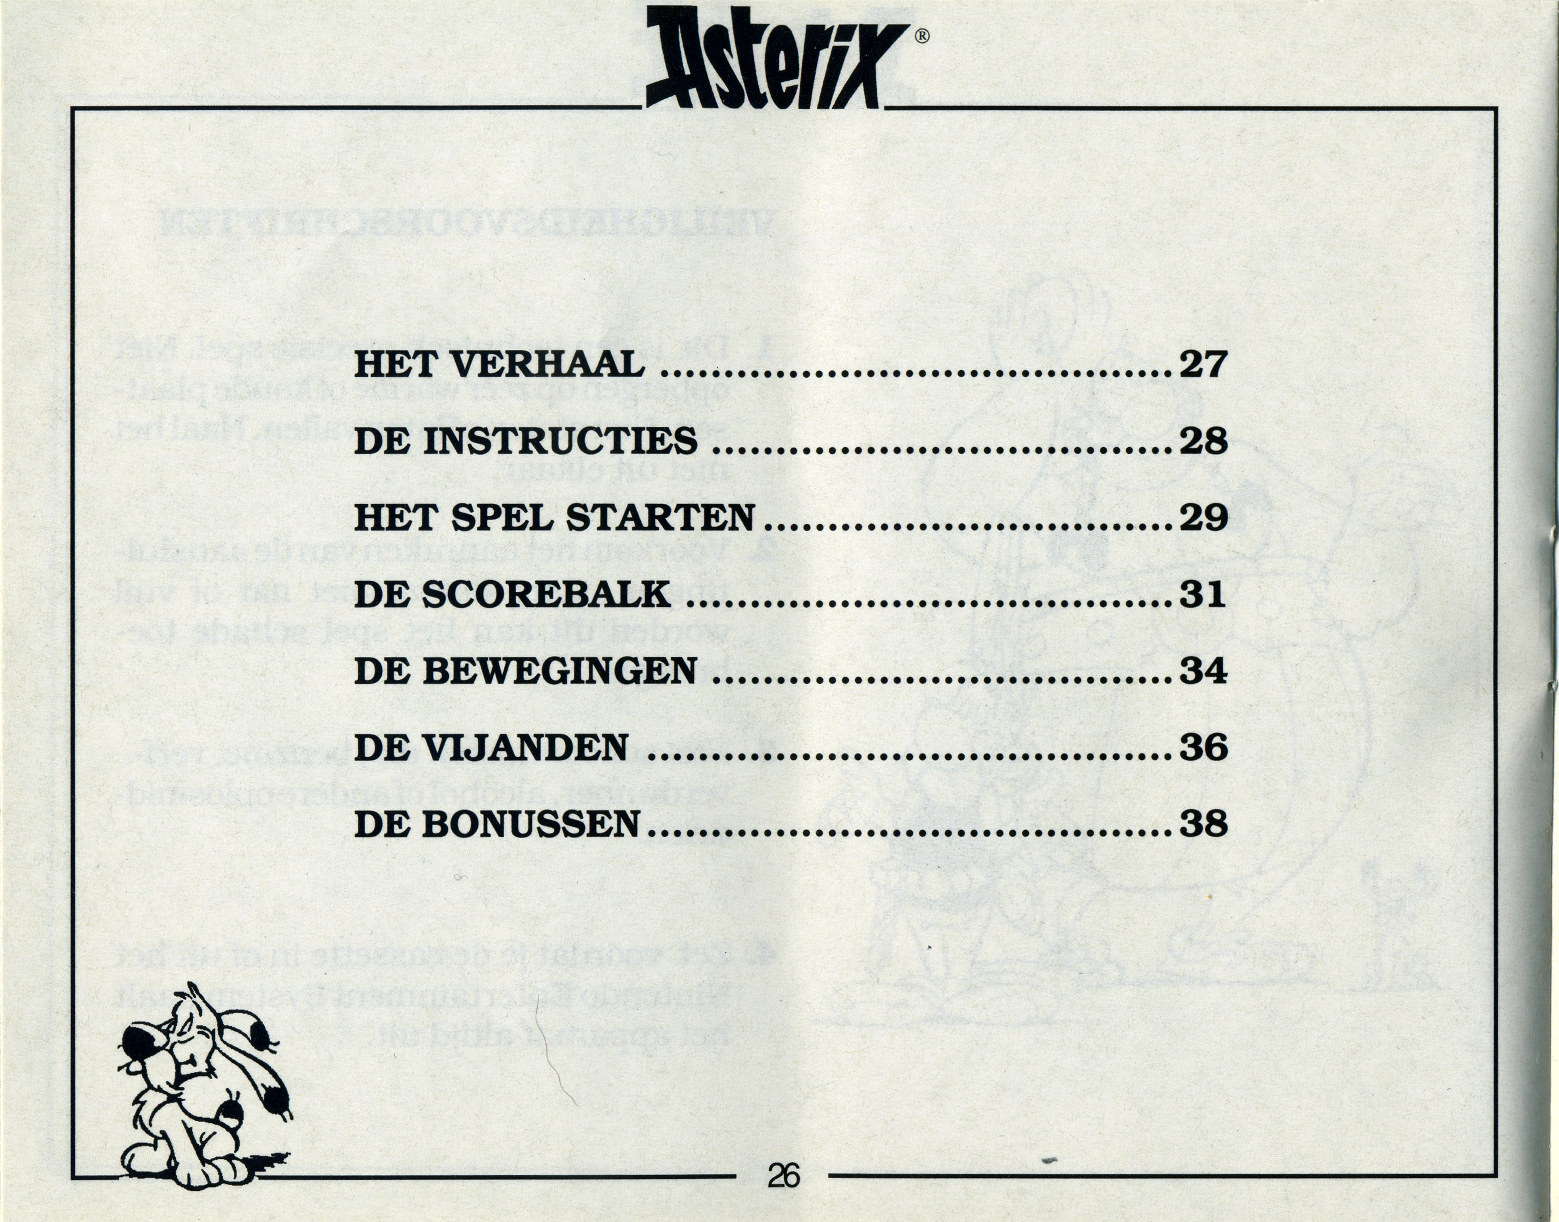 Asterix®
HET VERHAAL ........................................ 27
DE INSTRUCTIES .................................... 28
HET SPEL STARTEN ................................ 29
DE SCOREBALK ...................................... 31
DE BEWEGINGEN .................................... 34
DE VIJANDEN ......................................... 36
DE BONUSSEN ......................................... 38
26